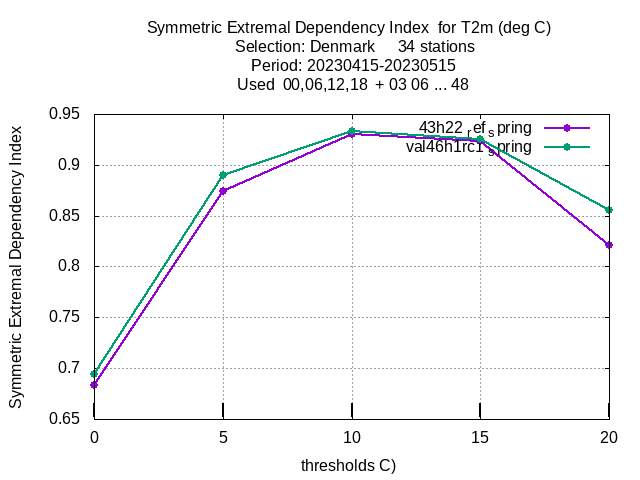 Symmetric Extremal Dependency Index for T2m (deg C)
Selection: Denmark 34 stations
Period: 20230415-20230515
Used 00,06,12,18 + 03 06 ... 48
43h22ref_spring
val46h1rc1_spring
Symmetric Extremal Dependency Index
0.95
0.9
0.85
0.8
0.75
0.7
0.65
0 5 10 15 20
thresholds C)